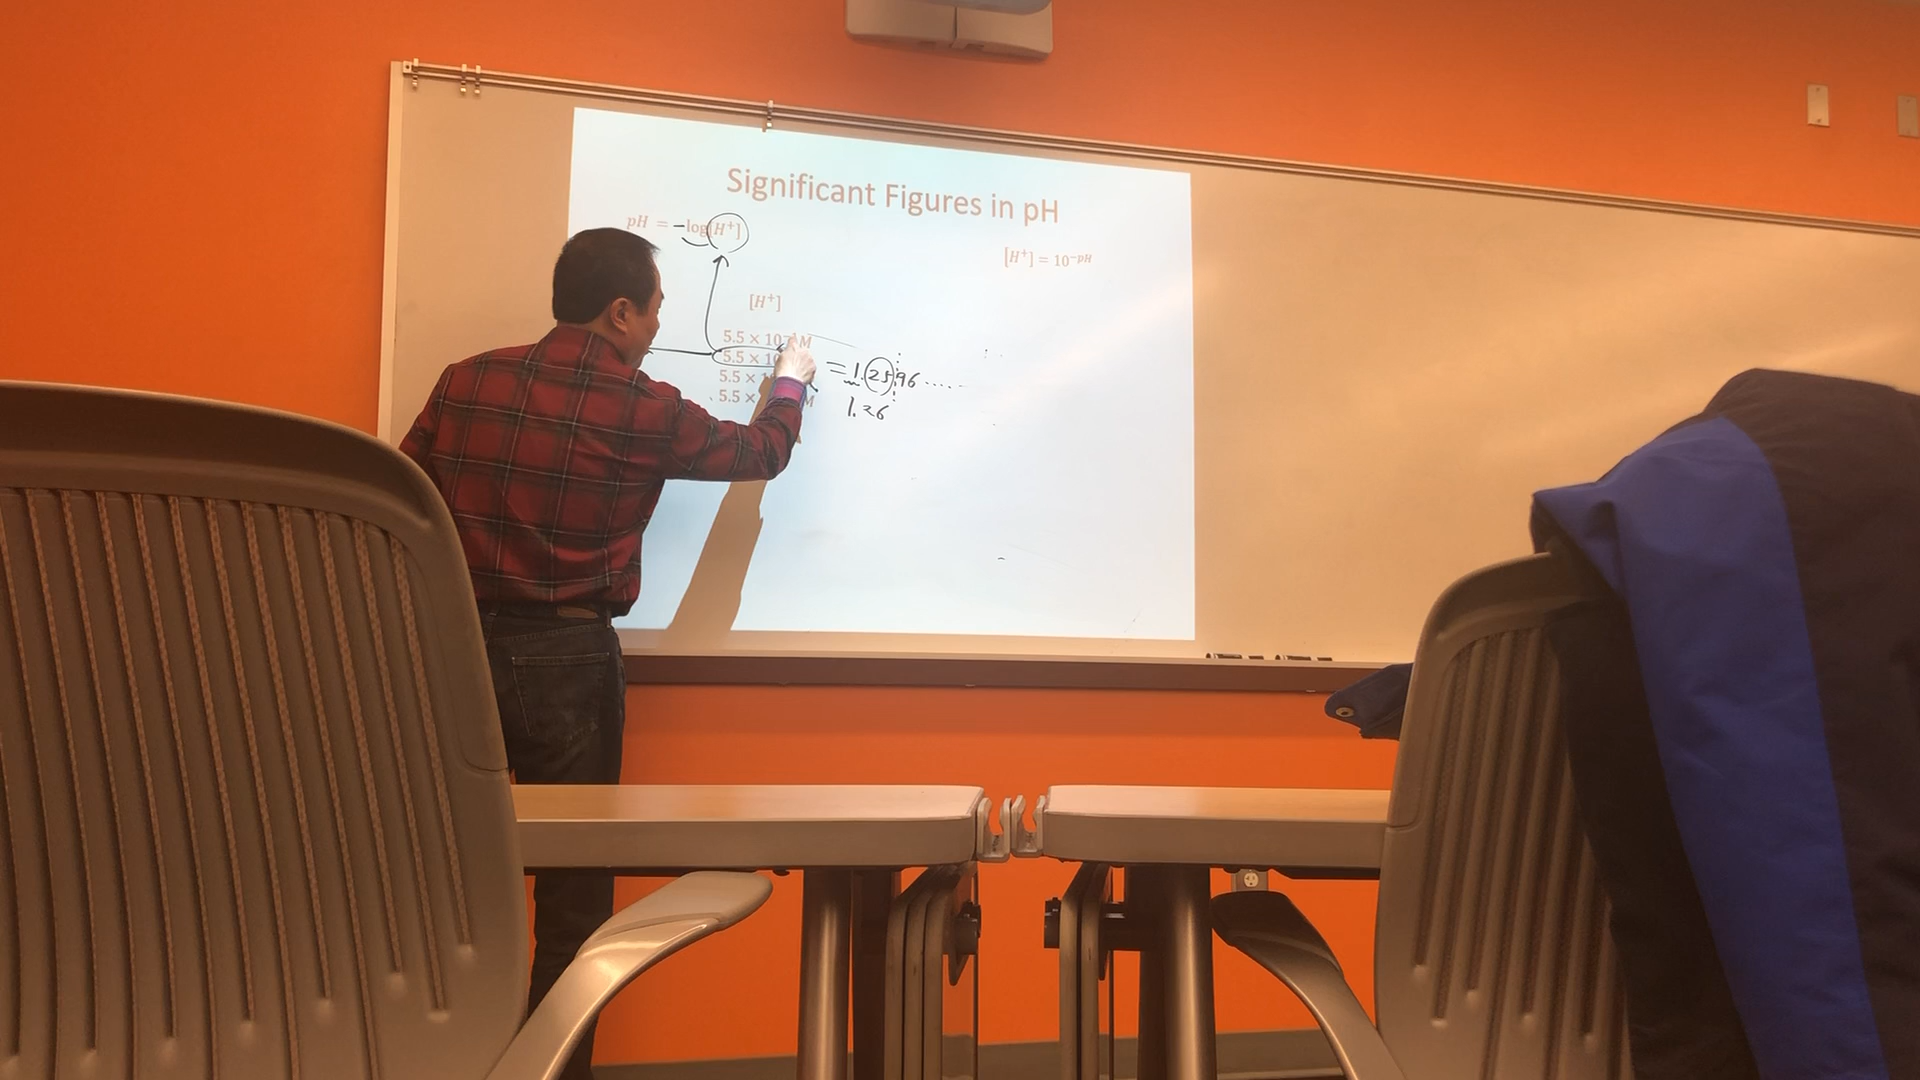 Significant Figures in pH
pH = -log[H⁺]
[H⁺] = 10⁻ᵖᴴ
[H⁺]
5.5 × 10 M
5.5 × 10
= 1.2596.....
5.5 ×
5.5 × M
1.26